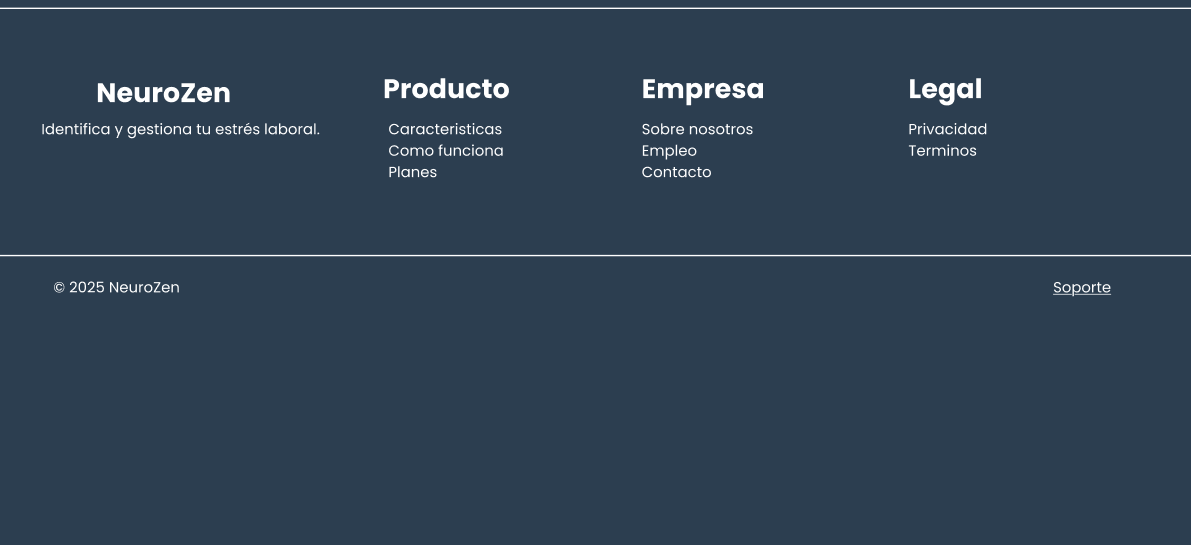 NeuroZen
Identifica y gestiona tu estrés laboral.
Producto
Caracteristicas
Como funciona
Planes
Empresa
Sobre nosotros
Empleo
Contacto
Legal
Privacidad
Terminos
© 2025 NeuroZen
Soporte